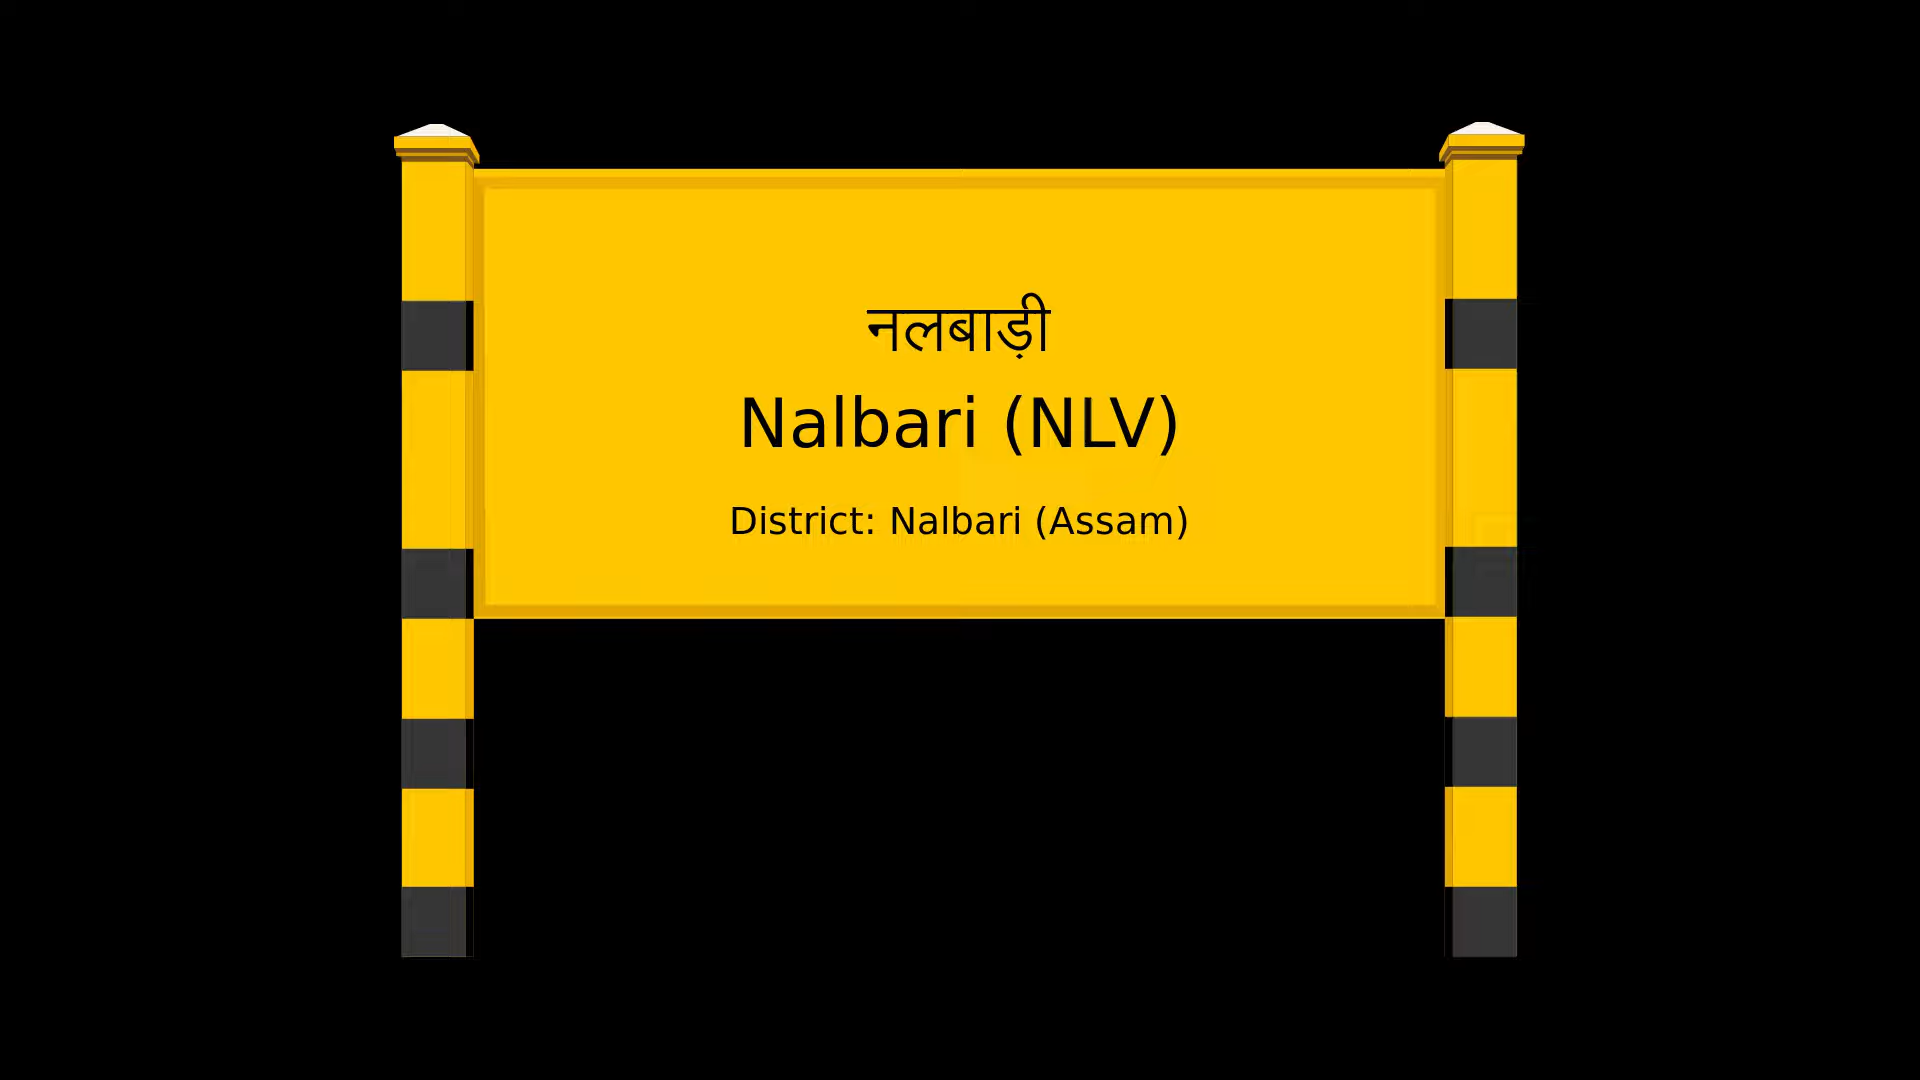 नलबाड़ी
Nalbari (NLV)
District: Nalbari (Assam)